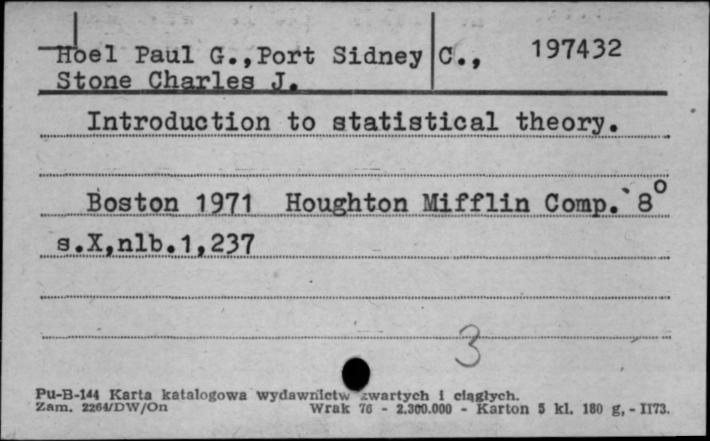 Hoel Paul G.,Port Sidney C., 197432
Stone Charles J.
Introduction to statistical theory.
Boston 1971 Houghton Mifflin Comp. 8°
s.X,nlb.1,237
3
Pu-B-144 Karta katalogowa wydawnictw zwartych i ciągłych.
Zam. 2264/DW/On Wrak 76 - 2.300.000 - Karton 5 kl. 180 g, - II73.